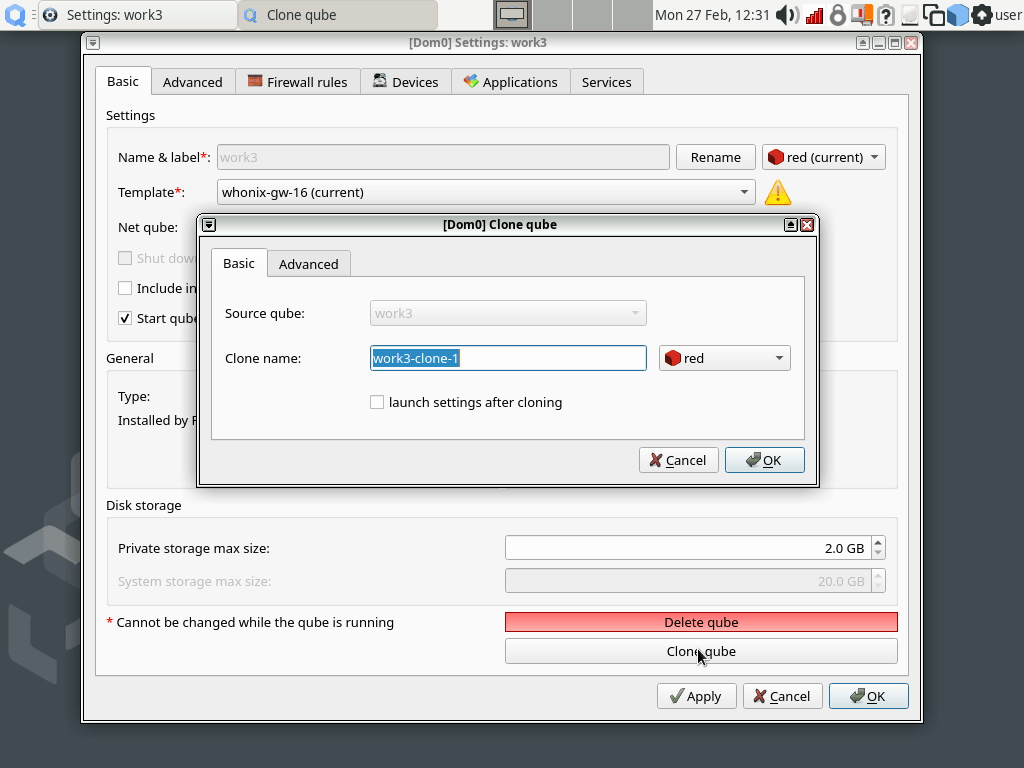 Settings: work3
Clone qube
Mon 27 Feb, 12:31
user
[Dom0] Settings: work3
Basic
Advanced
Firewall rules
Devices
Applications
Services
Settings
Name & label*:
work3
Rename
red (current)
Template*:
whonix-gw-16 (current)
Net qube:
Shut dow
Include in
Start qube
[Dom0] Clone qube
Basic
Advanced
Source qube:
work3
Clone name:
work3-clone-1
red
launch settings after cloning
Cancel
OK
General
Type:
Installed by
Disk storage
Private storage max size:
2.0 GB
System storage max size:
20.0 GB
* Cannot be changed while the qube is running
Delete qube
Clone qube
Apply
Cancel
OK